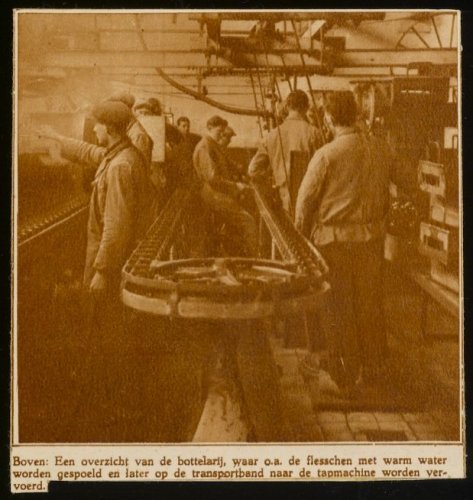 Boven: Een overzicht van de bottelarij, waar o.a. de flesschen met warm water
worden gespoeld en later op de transportband naar de tapmachine worden ver-
voerd.